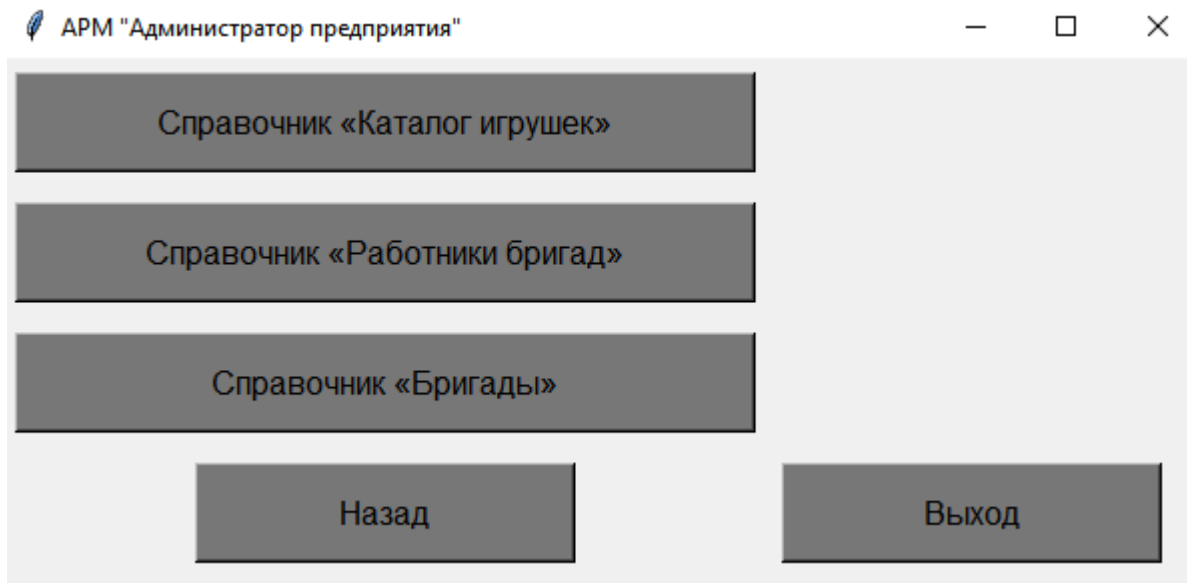 АРМ "Администратор предприятия"
Справочник «Каталог игрушек»
Справочник «Работники бригад»
Справочник «Бригады»
Назад
Выход